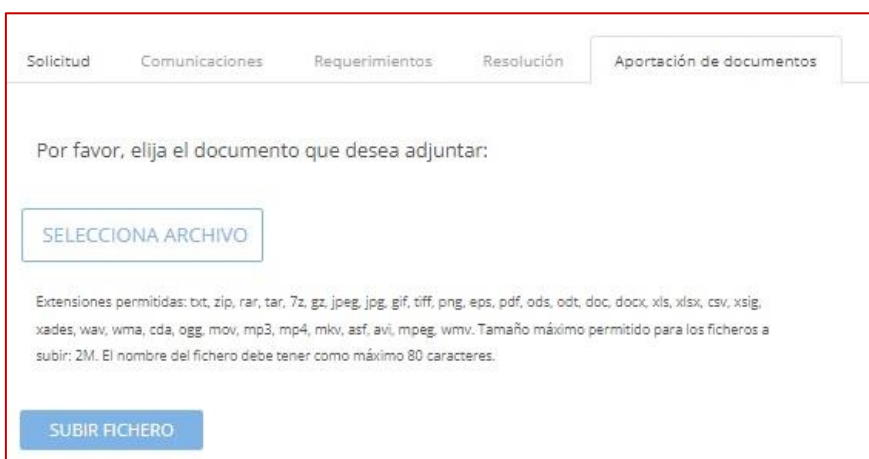 Solicitud Comunicaciones Requerimientos Resolución Aportación de documentos
Por favor, elija el documento que desea adjuntar:
SELECCIONA ARCHIVO
Extensiones permitidas: txt, zip, rar, tar, 7z, gz, jpeg, jpg, gif, tiff, png, eps, pdf, ods, odt, doc, docx, xls, xlsx, csv, xsig,
xades, wav, wma, cda, ogg, mov, mp3, mp4, mkv, asf, avi, mpeg, wmv. Tamaño máximo permitido para los ficheros a
subir: 2M. El nombre del fichero debe tener como máximo 80 caracteres.
SUBIR FICHERO